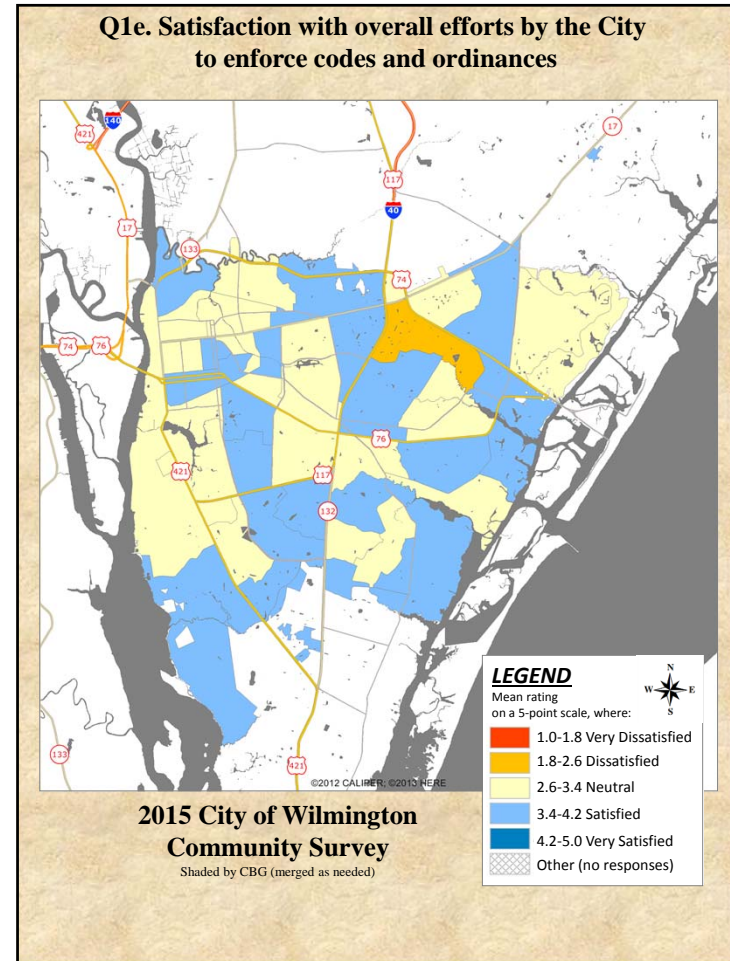 Q1e. Satisfaction with overall efforts by the City
to enforce codes and ordinances
140
421
17
117
40
17
133
74
74
76
76
421
117
132
133
421
©2012 CALIPER; ©2013 HERE
LEGEND
Mean rating
on a 5-point scale, where:
1.0-1.8 Very Dissatisfied
1.8-2.6 Dissatisfied
2.6-3.4 Neutral
3.4-4.2 Satisfied
4.2-5.0 Very Satisfied
Other (no responses)
N
W E
S
2015 City of Wilmington
Community Survey
Shaded by CBG (merged as needed)